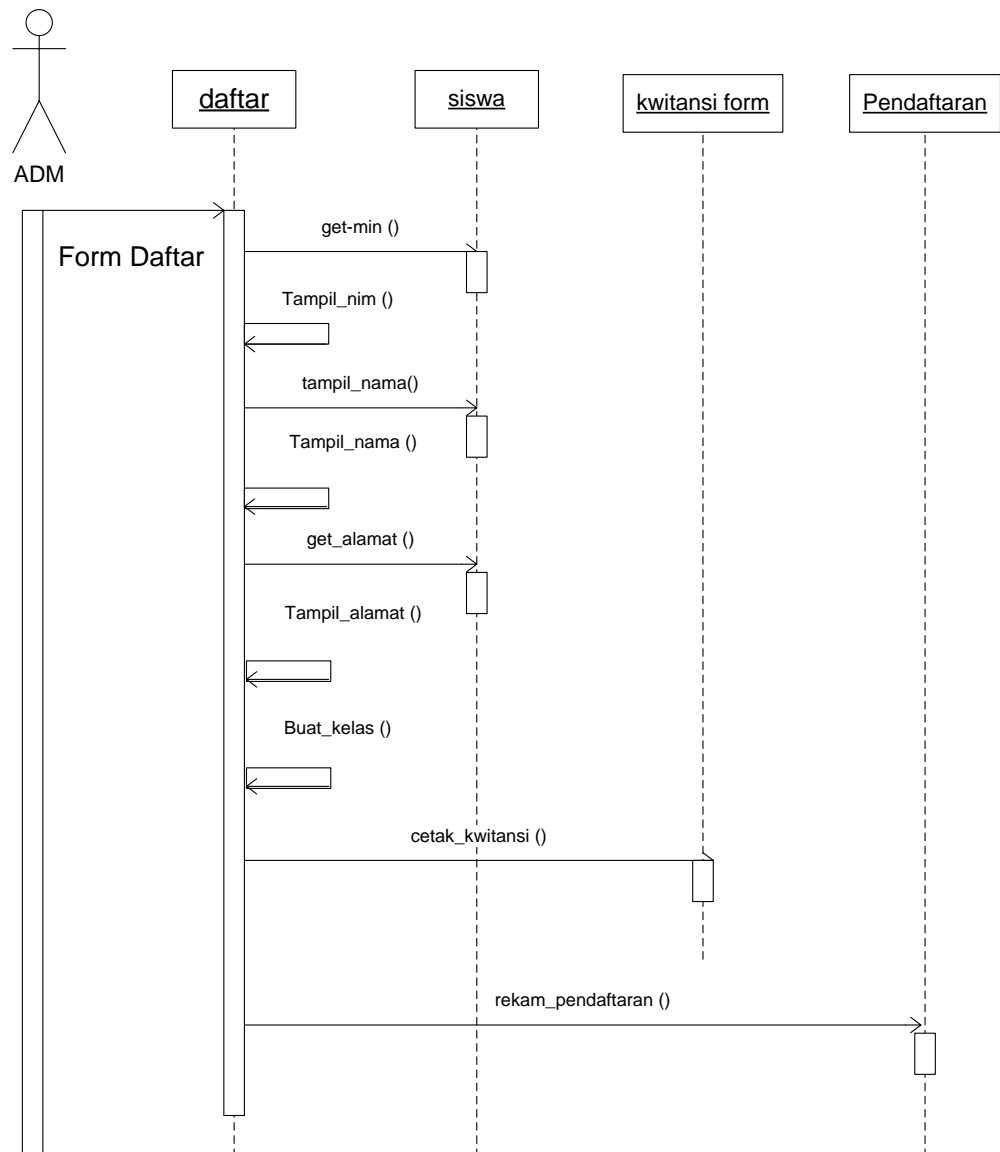 daftar
siswa
kwitansi form
Pendaftaran
ADM
get-min ()
Form Daftar
Tampil_nim ()
tampil_nama()
Tampil_nama ()
get_alamat ()
Tampil_alamat ()
Buat_kelas ()
cetak_kwitansi ()
rekam_pendaftaran ()